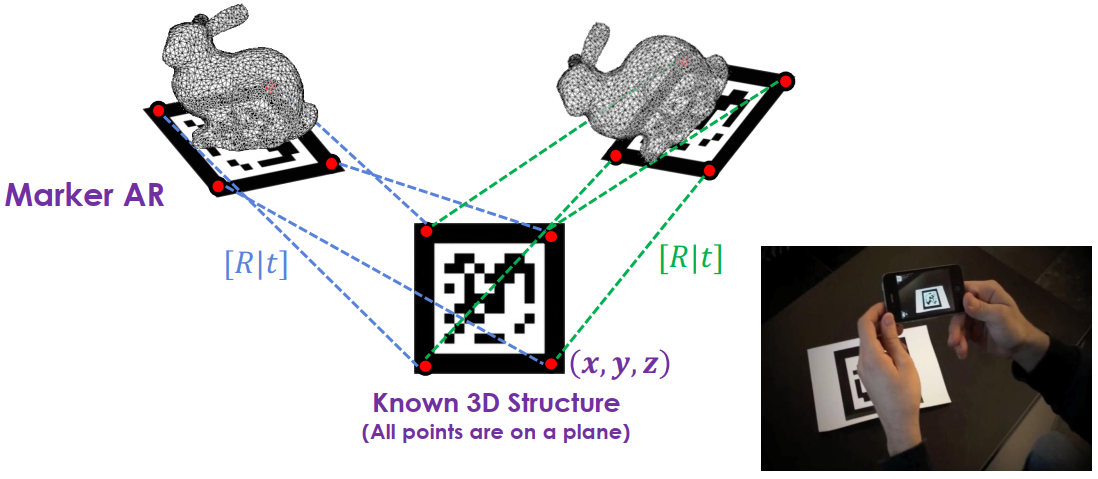 Marker AR
[R|t]
[R|t]
(x, y, z)
Known 3D Structure
(All points are on a plane)